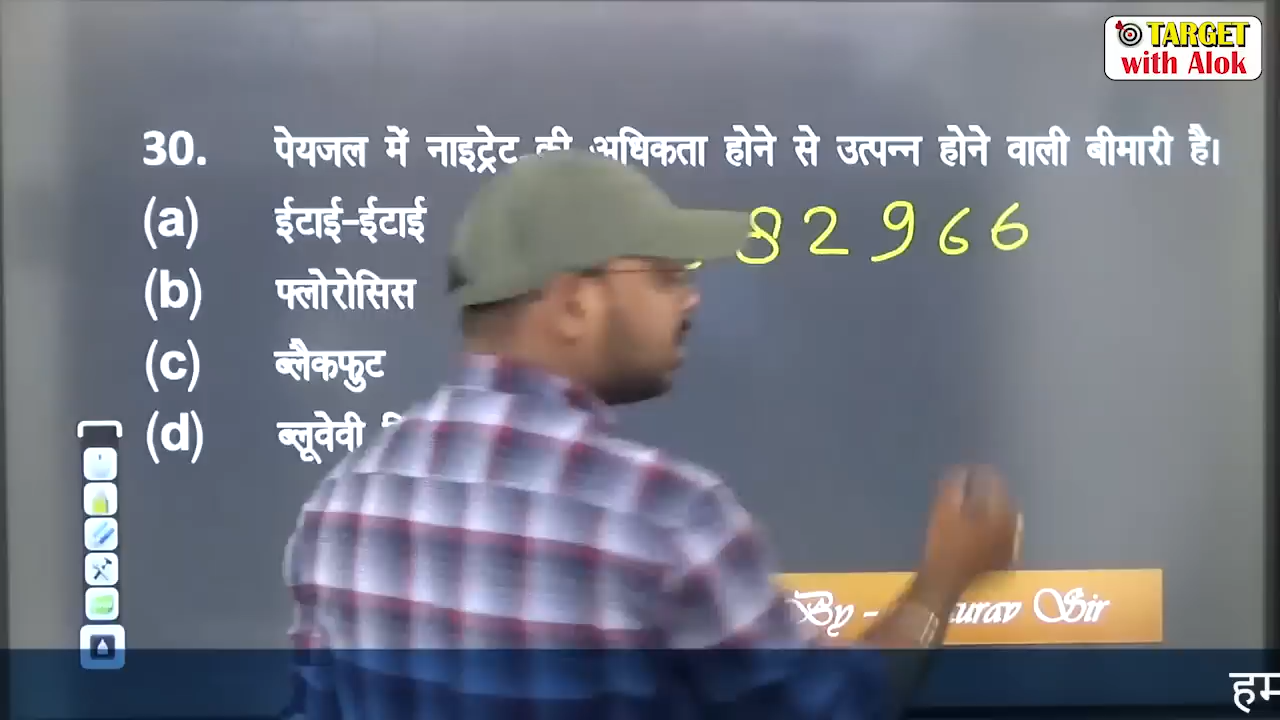 TARGET
with Alok
30. पेयजल में नाइट्रेट की अधिकता होने से उत्पन्न होने वाली बीमारी है।
(a) ईटाई-ईटाई
82966
(b) फ्लोरोसिस
(c) ब्लैकफुट
(d) ब्लूवेवी
By - Sir
हम